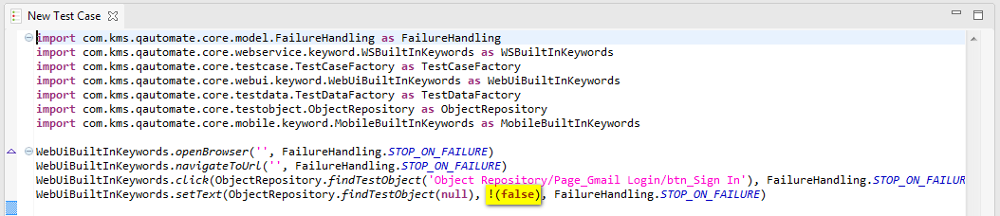 New Test Case
import com.kms.qautomate.core.model.FailureHandling as FailureHandling
import com.kms.qautomate.core.webservice.keyword.WSBuiltInKeywords as WSBuiltInKeywords
import com.kms.qautomate.core.testcase.TestCaseFactory as TestCaseFactory
import com.kms.qautomate.core.webui.keyword.WebUiBuiltInKeywords as WebUiBuiltInKeywords
import com.kms.qautomate.core.testdata.TestDataFactory as TestDataFactory
import com.kms.qautomate.core.testobject.ObjectRepository as ObjectRepository
import com.kms.qautomate.core.mobile.keyword.MobileBuiltInKeywords as MobileBuiltInKeywords
WebUiBuiltInKeywords.openBrowser('', FailureHandling.STOP_ON_FAILURE)
WebUiBuiltInKeywords.navigateToUrl('', FailureHandling.STOP_ON_FAILURE)
WebUiBuiltInKeywords.click(ObjectRepository.findTestObject('Object Repository/Page_Gmail Login/btn_Sign In'), FailureHandling.STOP_ON_FAILUR
WebUiBuiltInKeywords.setText(ObjectRepository.findTestObject(null), !(false), FailureHandling.STOP_ON_FAILURE)